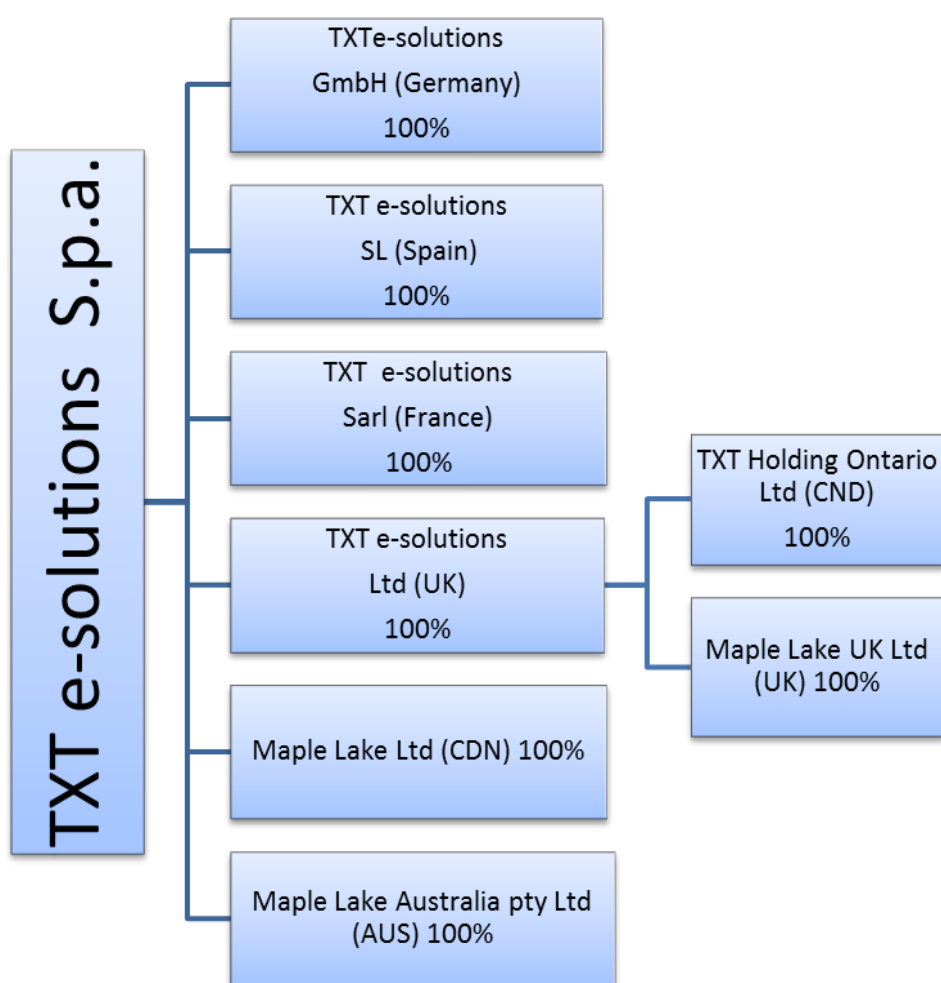 TXT e-solutions S.p.a.
TXTe-solutions
GmbH (Germany)
100%
TXT e-solutions
SL (Spain)
100%
TXT e-solutions
Sarl (France)
100%
TXT e-solutions
Ltd (UK)
100%
Maple Lake Ltd (CDN) 100%
Maple Lake Australia pty Ltd
(AUS) 100%
TXT Holding Ontario
Ltd (CND)
100%
Maple Lake UK Ltd
(UK) 100%